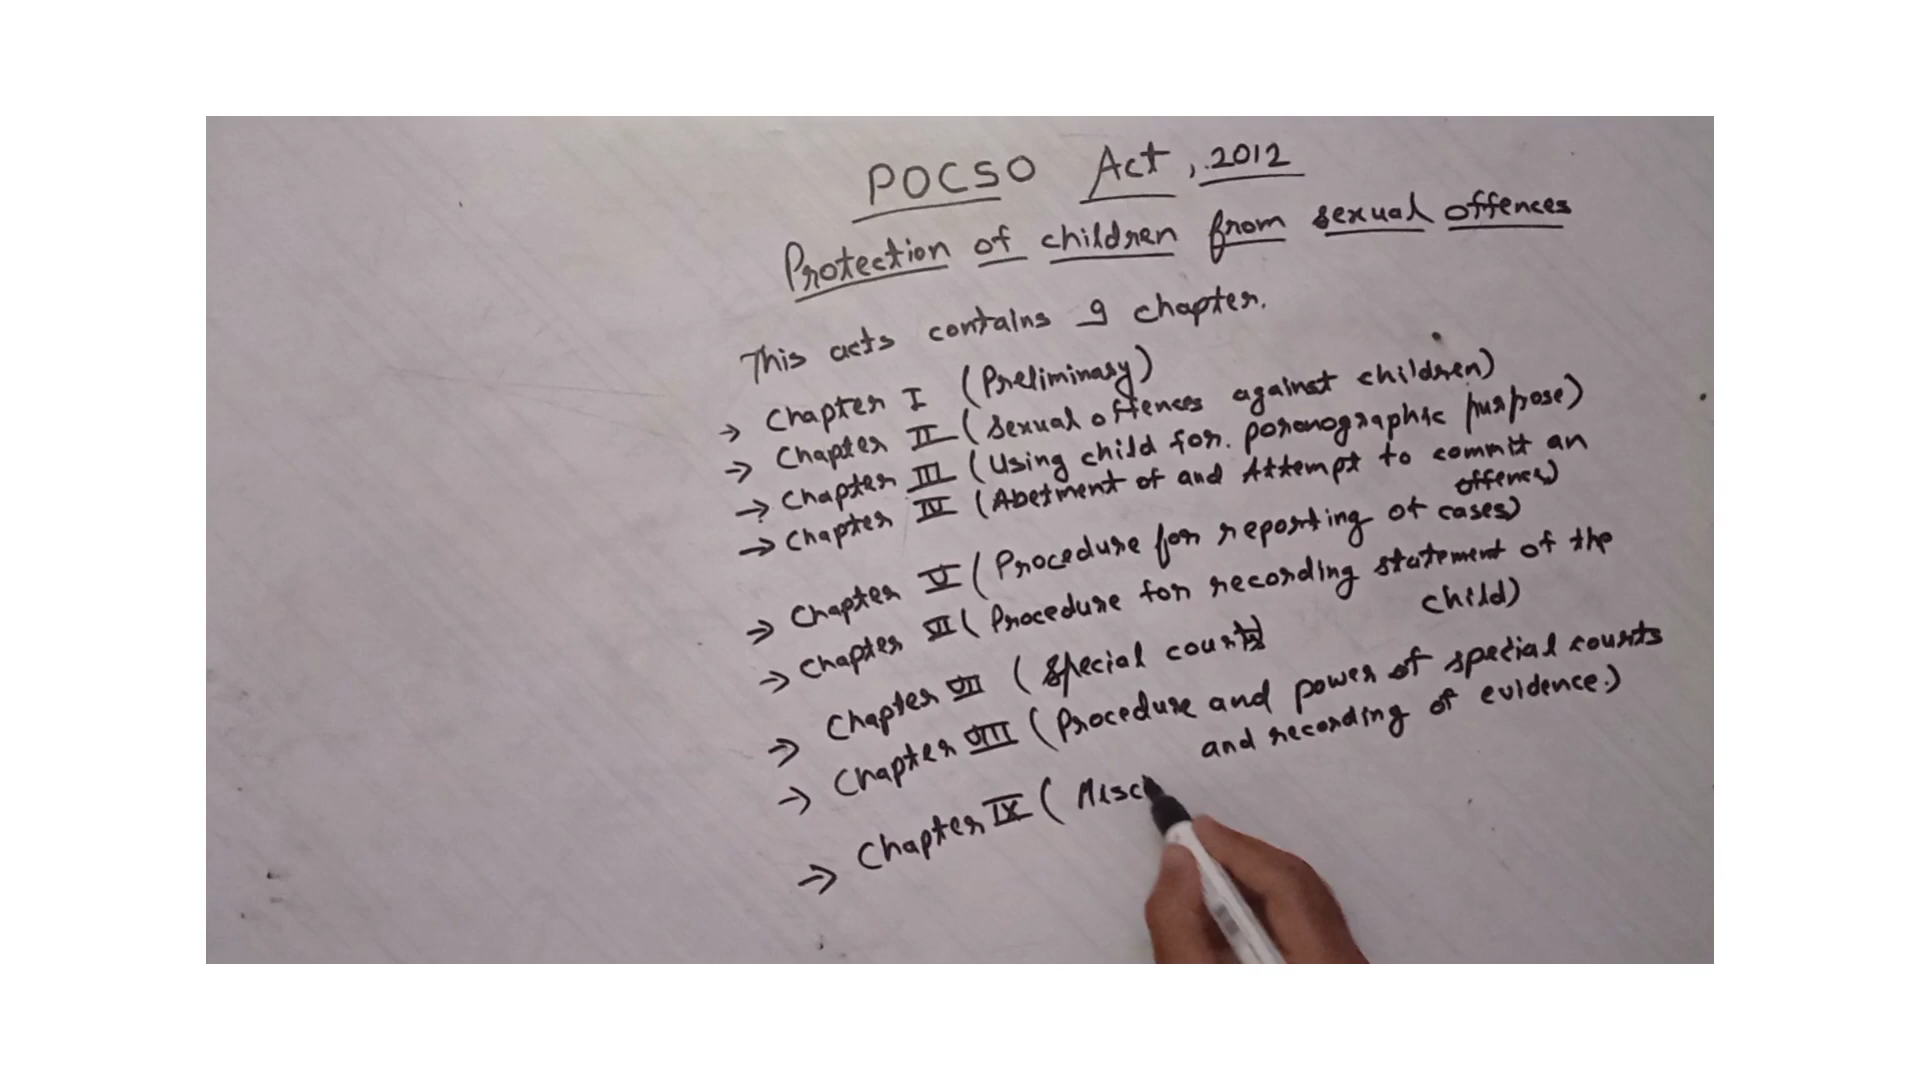 POCSO Act, 2012
Protection of children from sexual offences
This acts contains 9 chapter.
→ Chapter I (Preliminary)
→ Chapter II (Sexual offences against children)
→ Chapter III (Using child for. poronographic purpose)
→ Chapter IV (Abetment of and Attempt to commit an
offence)
→ Chapter V (Procedure for reporting of cases)
→ Chapter VI (Procedure for recording statement of the
child)
→ Chapter VII (Special courts)
→ Chapter VIII (Procedure and power of special courts
and recording of evidence.)
→ Chapter IX ( Misc